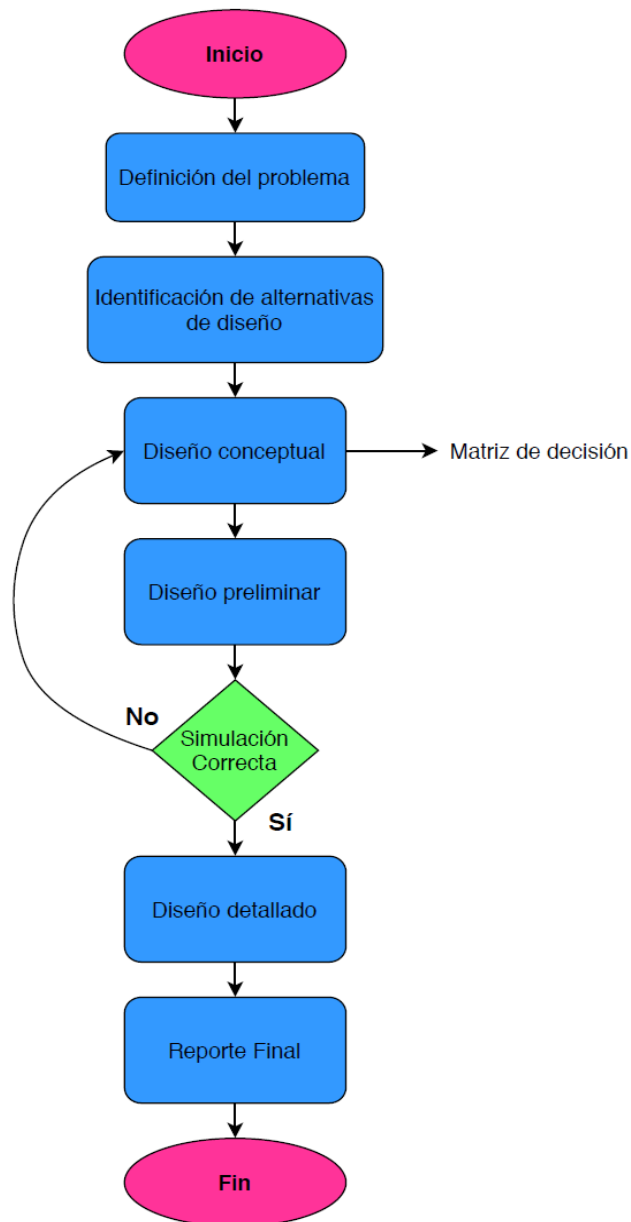 Inicio
Definición del problema
Identificación de alternativas
de diseño
Diseño conceptual
Matriz de decisión
Diseño preliminar
No
Simulación
Correcta
Sí
Diseño detallado
Reporte Final
Fin